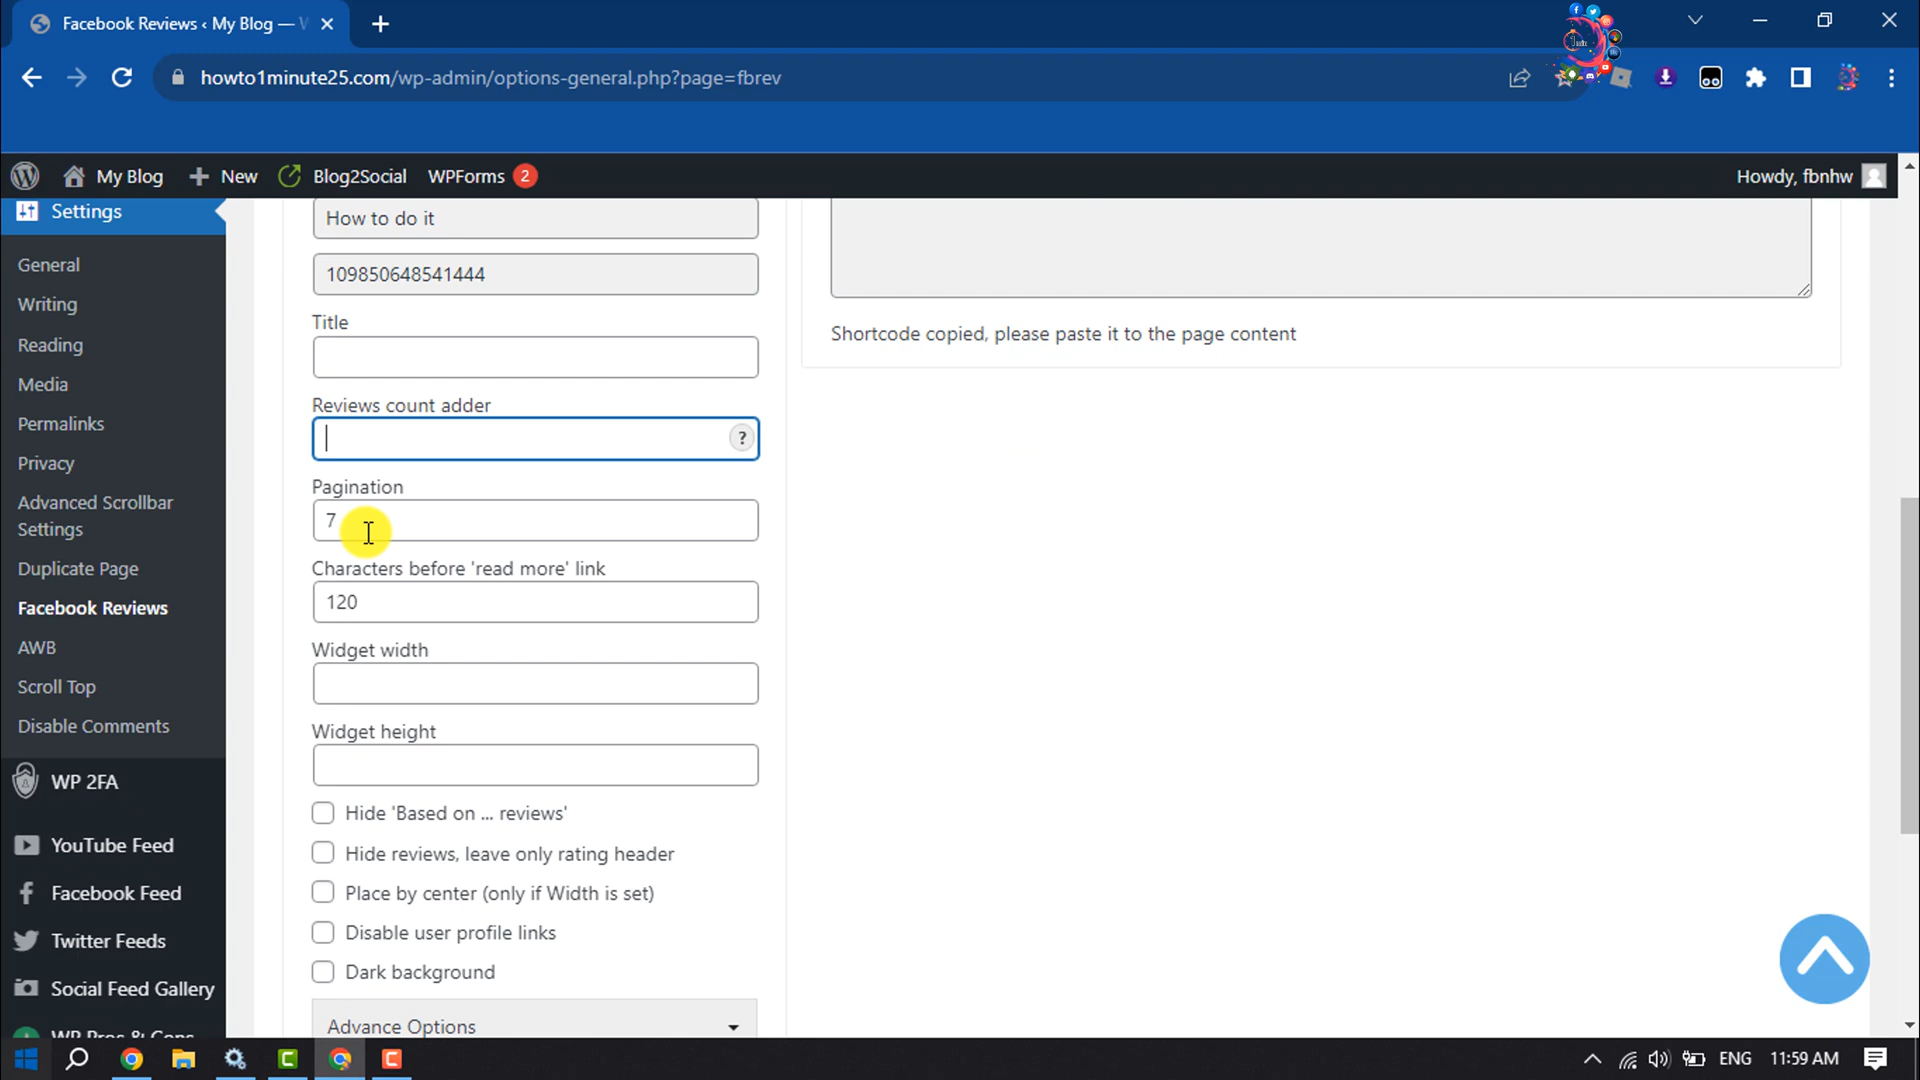 Facebook Reviews ‹ My Blog —
howto1minute25.com/wp-admin/options-general.php?page=fbrev
My Blog
New
Blog2Social
WPForms 2
Howdy, fbnhw
Settings
General
Writing
Reading
Media
Permalinks
Privacy
Advanced Scrollbar
Settings
Duplicate Page
Facebook Reviews
AWB
Scroll Top
Disable Comments
WP 2FA
YouTube Feed
Facebook Feed
Twitter Feeds
Social Feed Gallery
WP Pros & Cons
How to do it
109850648541444
Title
Reviews count adder
?
Pagination
7
Characters before 'read more' link
120
Widget width
Widget height
Hide 'Based on ... reviews'
Hide reviews, leave only rating header
Place by center (only if Width is set)
Disable user profile links
Dark background
Advance Options
Shortcode copied, please paste it to the page content
ENG
11:59 AM